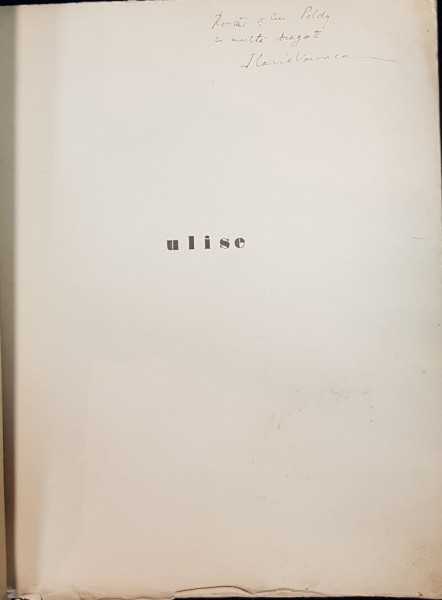 și lui Poldy
cu multă dragoste
Ilarie Voronca
ulise